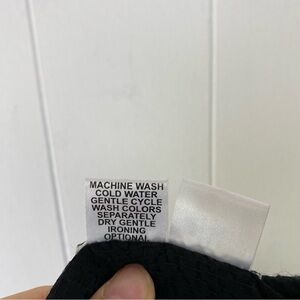 MACHINE WASH
COLD WATER
GENTLE CYCLE
WASH COLORS
SEPARATELY
DRY GENTLE
IRONING
OPTIONAL